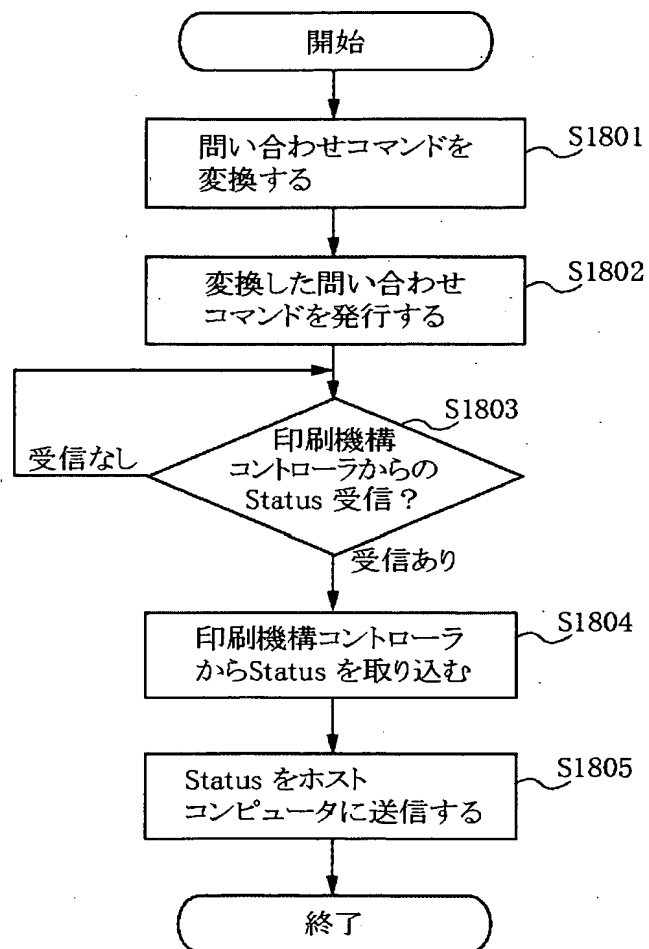 開始
問い合わせコマンドを
変換する
S1801
変換した問い合わせ
コマンドを発行する
S1802
S1803
印刷機構
コントローラからの
Status 受信？
受信なし
受信あり
印刷機構コントローラ
からStatus を取り込む
S1804
Status をホスト
コンピュータに送信する
S1805
終了